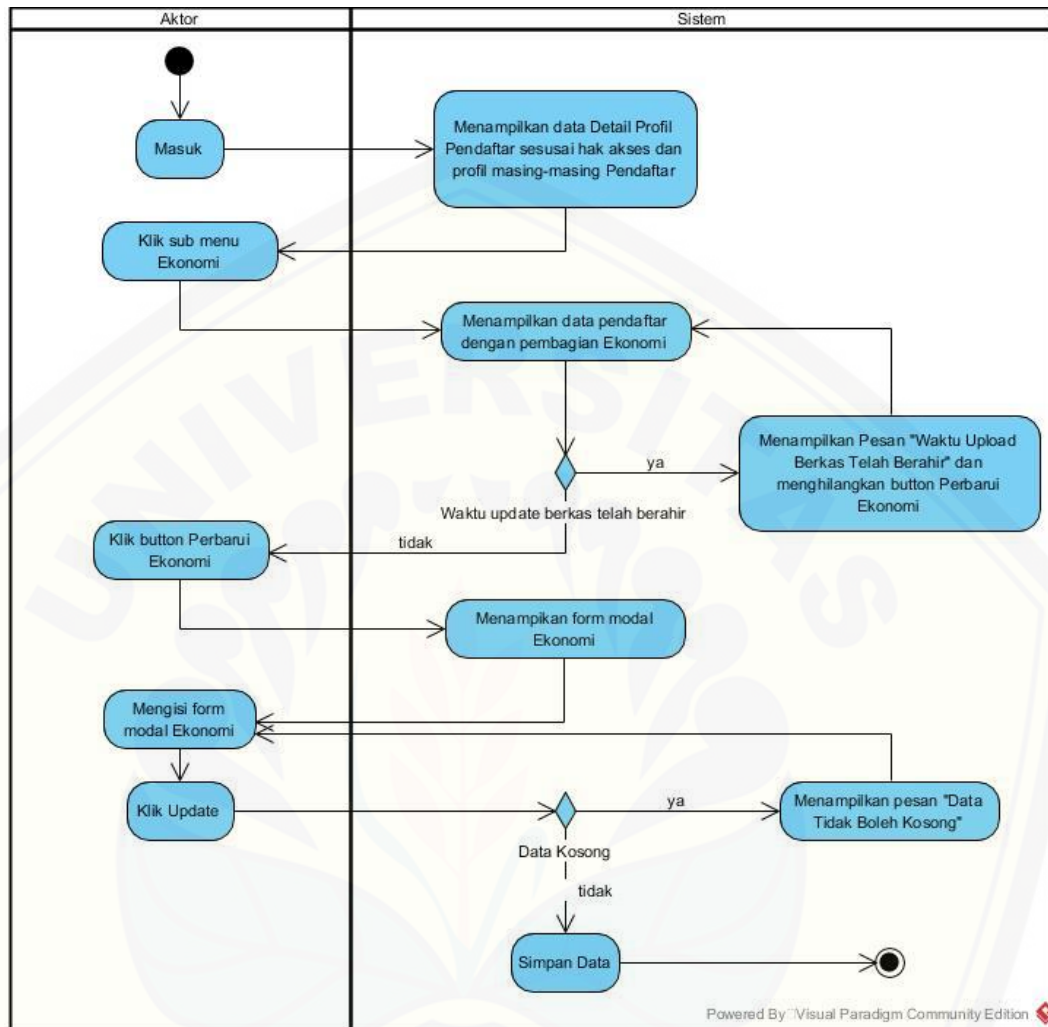 Aktor
Sistem
Masuk
Menampilkan data Detail Profil
Pendaftar sesusai hak akses dan
profil masing-masing Pendaftar
Klik sub menu
Ekonomi
Menampilkan data pendaftar
dengan pembagian Ekonomi
ya
Menampilkan Pesan "Waktu Upload
Berkas Telah Berahir" dan
menghilangkan button Perbarui
Ekonomi
Waktu update berkas telah berahir
tidak
Klik button Perbarui
Ekonomi
Menampikan form modal
Ekonomi
Mengisi form
modal Ekonomi
Klik Update
ya
Menampilkan pesan "Data
Tidak Boleh Kosong"
Data Kosong
tidak
Simpan Data
Powered By Visual Paradigm Community Edition
UNIVERSITAS